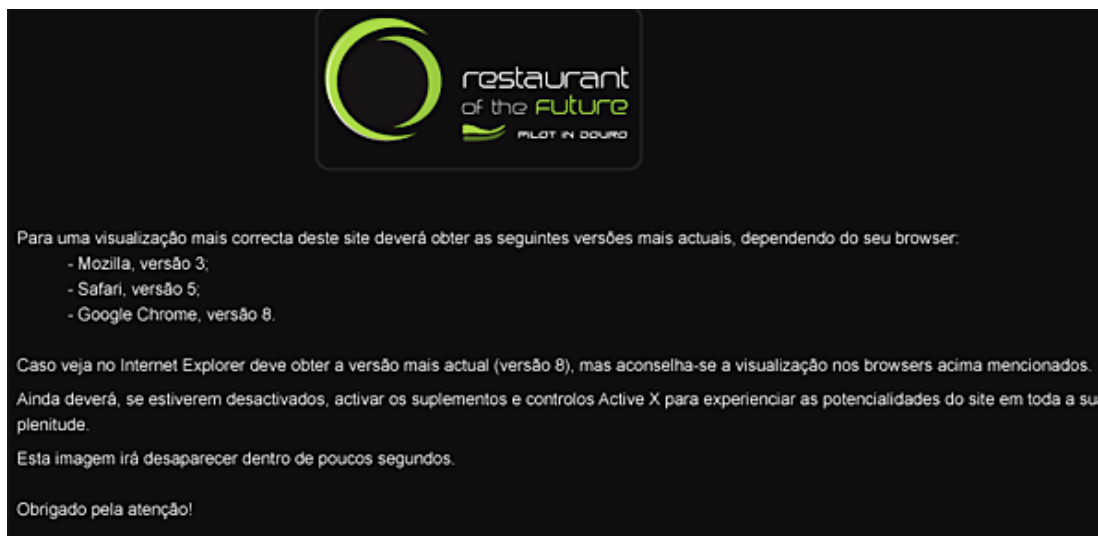 restaurant
of the FUTURE
PILOT IN DOURO
Para uma visualização mais correcta deste site deverá obter as seguintes versões mais actuais, dependendo do seu browser:
- Mozilla, versão 3;
- Safari, versão 5;
- Google Chrome, versão 8.
Caso veja no Internet Explorer deve obter a versão mais actual (versão 8), mas aconselha-se a visualização nos browsers acima mencionados.
Ainda deverá, se estiverem desactivados, activar os suplementos e controlos Active X para experienciar as potencialidades do site em toda a su
plenitude.
Esta imagem irá desaparecer dentro de poucos segundos.
Obrigado pela atenção!